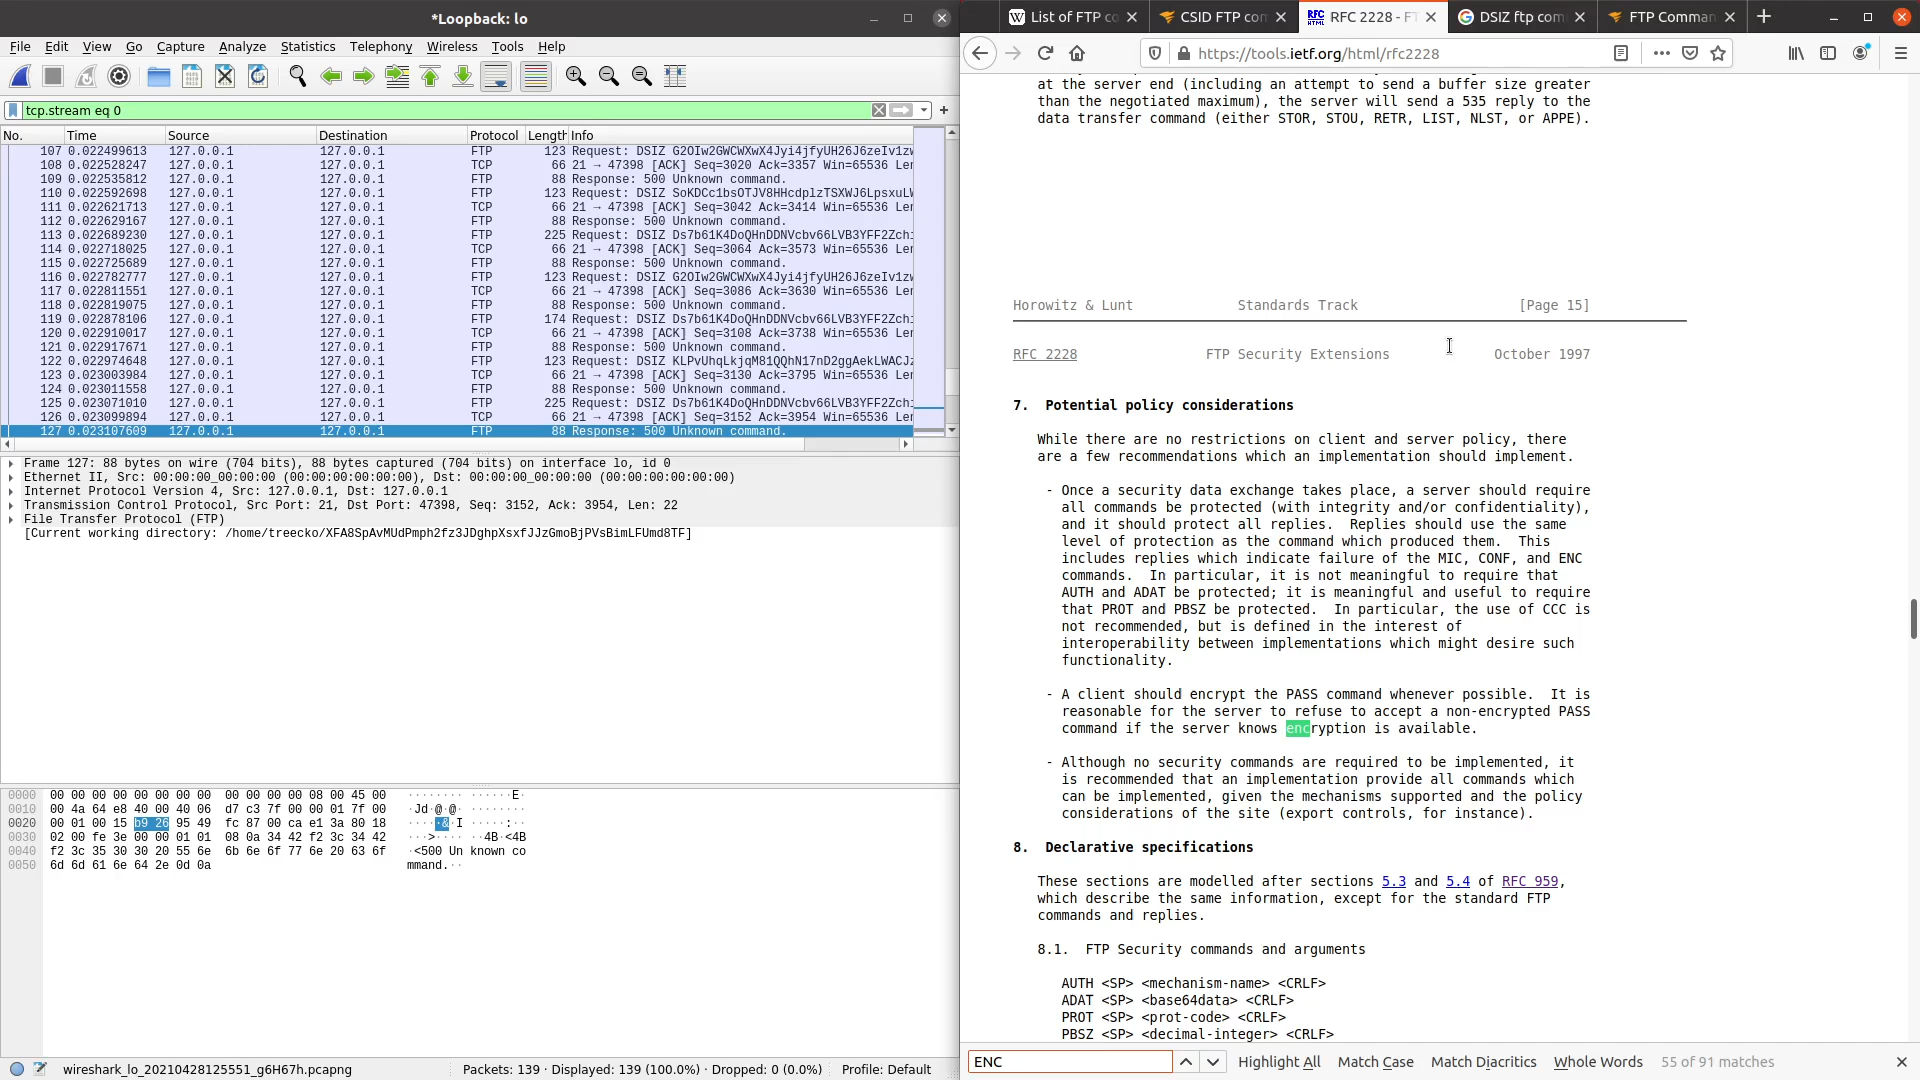 *Loopback: lo
File Edit View Go Capture Analyze Statistics Telephony Wireless Tools Help
tcp.stream eq 0
No. Time Source Destination Protocol Length Info
107 0.022499613 127.0.0.1 127.0.0.1 FTP 123 Request: DSIZ G2OIw2GWCWXwX4Jyi4jfyUH26J6zeIv1zw
108 0.022528247 127.0.0.1 127.0.0.1 TCP 66 21 → 47398 [ACK] Seq=3020 Ack=3357 Win=65536 Ler
109 0.022535812 127.0.0.1 127.0.0.1 FTP 88 Response: 500 Unknown command.
110 0.022592698 127.0.0.1 127.0.0.1 FTP 123 Request: DSIZ SoKDCc1bsOTJV8HHcdplzTSXWJ6LpsxuLW
111 0.022621713 127.0.0.1 127.0.0.1 TCP 66 21 → 47398 [ACK] Seq=3042 Ack=3414 Win=65536 Ler
112 0.022629167 127.0.0.1 127.0.0.1 FTP 88 Response: 500 Unknown command.
113 0.022689230 127.0.0.1 127.0.0.1 FTP 225 Request: DSIZ Ds7b61K4DoQHnDDNVcbv66LVB3YFF2Zchi
114 0.022718025 127.0.0.1 127.0.0.1 TCP 66 21 → 47398 [ACK] Seq=3064 Ack=3573 Win=65536 Ler
115 0.022725689 127.0.0.1 127.0.0.1 FTP 88 Response: 500 Unknown command.
116 0.022782777 127.0.0.1 127.0.0.1 FTP 123 Request: DSIZ G2OIw2GWCWXwX4Jyi4jfyUH26J6zeIv1zw
117 0.022811551 127.0.0.1 127.0.0.1 TCP 66 21 → 47398 [ACK] Seq=3086 Ack=3630 Win=65536 Ler
118 0.022819075 127.0.0.1 127.0.0.1 FTP 88 Response: 500 Unknown command.
119 0.022878106 127.0.0.1 127.0.0.1 FTP 174 Request: DSIZ Ds7b61K4DoQHnDDNVcbv66LVB3YFF2Zchi
120 0.022910017 127.0.0.1 127.0.0.1 TCP 66 21 → 47398 [ACK] Seq=3108 Ack=3738 Win=65536 Ler
121 0.022917671 127.0.0.1 127.0.0.1 FTP 88 Response: 500 Unknown command.
122 0.022974648 127.0.0.1 127.0.0.1 FTP 123 Request: DSIZ KLPvUhqLkjqM81QQhN17nD2ggAekLWACJz
123 0.023003984 127.0.0.1 127.0.0.1 TCP 66 21 → 47398 [ACK] Seq=3130 Ack=3795 Win=65536 Ler
124 0.023011558 127.0.0.1 127.0.0.1 FTP 88 Response: 500 Unknown command.
125 0.023071010 127.0.0.1 127.0.0.1 FTP 225 Request: DSIZ Ds7b61K4DoQHnDDNVcbv66LVB3YFF2Zchi
126 0.023099894 127.0.0.1 127.0.0.1 TCP 66 21 → 47398 [ACK] Seq=3152 Ack=3954 Win=65536 Ler
127 0.023107609 127.0.0.1 127.0.0.1 FTP 88 Response: 500 Unknown command.
Frame 127: 88 bytes on wire (704 bits), 88 bytes captured (704 bits) on interface lo, id 0
Ethernet II, Src: 00:00:00_00:00:00 (00:00:00:00:00:00), Dst: 00:00:00_00:00:00 (00:00:00:00:00:00)
Internet Protocol Version 4, Src: 127.0.0.1, Dst: 127.0.0.1
Transmission Control Protocol, Src Port: 21, Dst Port: 47398, Seq: 3152, Ack: 3954, Len: 22
File Transfer Protocol (FTP)
[Current working directory: /home/treecko/XFA8SpAvMUdPmph2fz3JDghpXsxfJJzGmoBjPVsBimLFUmd8TF]
0000 00 00 00 00 00 00 00 00 00 00 00 00 08 00 45 00 ········ ······E·
0010 00 4a 64 e8 40 00 40 06 d7 c3 7f 00 00 01 7f 00 ·Jd·@·@· ········
0020 00 01 00 15 b9 26 95 49 fc 87 00 ca e1 3a 80 18 ·····&·I ·····:··
0030 02 00 fe 3e 00 00 01 01 08 0a 34 42 f2 3c 34 42 ···>···· ··4B·<4B
0040 f2 3c 35 30 30 20 55 6e 6b 6e 6f 77 6e 20 63 6f ·<500 Un known co
0050 6d 6d 61 6e 64 2e 0d 0a mmand.··
wireshark_lo_20210428125551_g6H67h.pcapng Packets: 139 · Displayed: 139 (100.0%) · Dropped: 0 (0.0%) Profile: Default
List of FTP co CSID FTP com RFC 2228 - FT DSIZ ftp com FTP Comman
https://tools.ietf.org/html/rfc2228
at the server end (including an attempt to send a buffer size greater
than the negotiated maximum), the server will send a 535 reply to the
data transfer command (either STOR, STOU, RETR, LIST, NLST, or APPE).
Horowitz & Lunt Standards Track [Page 15]
RFC 2228 FTP Security Extensions October 1997
7. Potential policy considerations
While there are no restrictions on client and server policy, there
are a few recommendations which an implementation should implement.
- Once a security data exchange takes place, a server should require
all commands be protected (with integrity and/or confidentiality),
and it should protect all replies. Replies should use the same
level of protection as the command which produced them. This
includes replies which indicate failure of the MIC, CONF, and ENC
commands. In particular, it is not meaningful to require that
AUTH and ADAT be protected; it is meaningful and useful to require
that PROT and PBSZ be protected. In particular, the use of CCC is
not recommended, but is defined in the interest of
interoperability between implementations which might desire such
functionality.
- A client should encrypt the PASS command whenever possible. It is
reasonable for the server to refuse to accept a non-encrypted PASS
command if the server knows encryption is available.
- Although no security commands are required to be implemented, it
is recommended that an implementation provide all commands which
can be implemented, given the mechanisms supported and the policy
considerations of the site (export controls, for instance).
8. Declarative specifications
These sections are modelled after sections 5.3 and 5.4 of RFC 959,
which describe the same information, except for the standard FTP
commands and replies.
8.1. FTP Security commands and arguments
AUTH <SP> <mechanism-name> <CRLF>
ADAT <SP> <base64data> <CRLF>
PROT <SP> <prot-code> <CRLF>
PBSZ <SP> <decimal-integer> <CRLF>
ENC Highlight All Match Case Match Diacritics Whole Words 55 of 91 matches